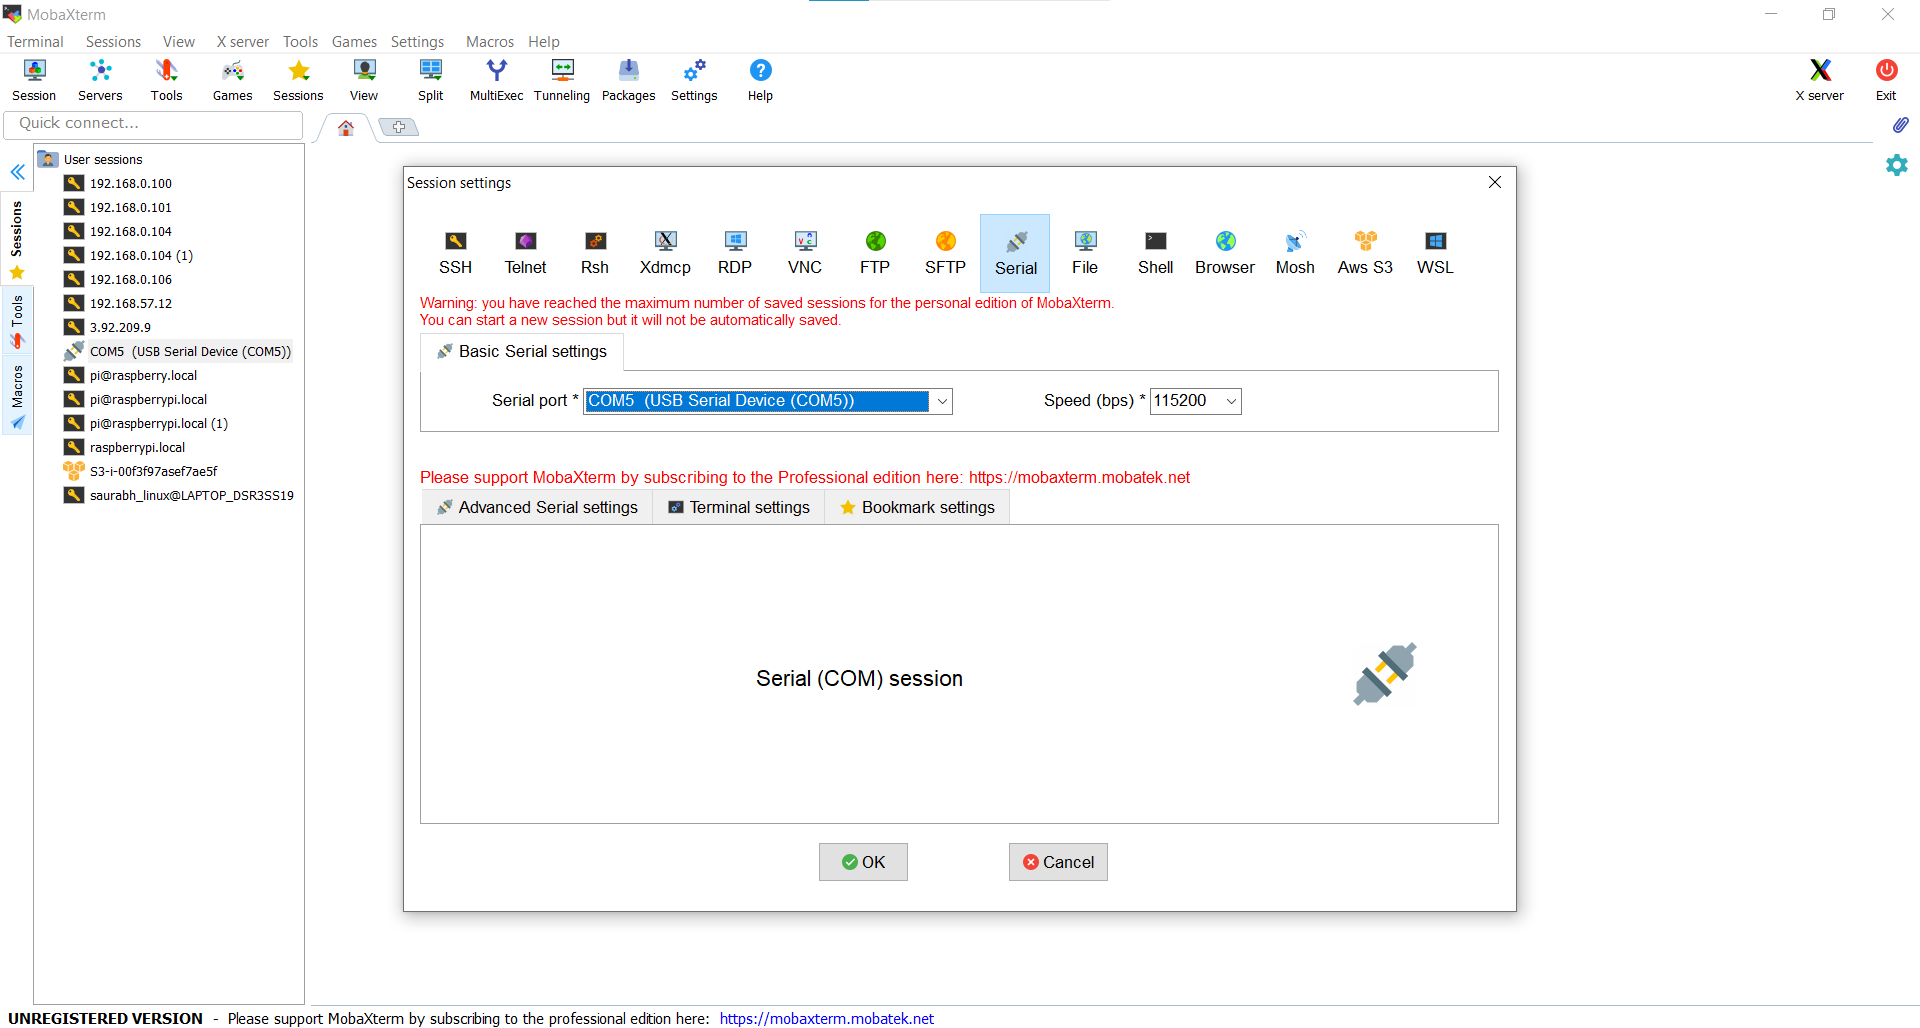 MobaXterm
Terminal Sessions View X server Tools Games Settings Macros Help
Session Servers Tools Games Sessions View Split MultiExec Tunneling Packages Settings Help X server Exit
Quick connect...
Sessions
Tools
Macros
User sessions
192.168.0.100
192.168.0.101
192.168.0.104
192.168.0.104 (1)
192.168.0.106
192.168.57.12
3.92.209.9
COM5 (USB Serial Device (COM5))
pi@raspberry.local
pi@raspberrypi.local
pi@raspberrypi.local (1)
raspberrypi.local
S3-i-00f3f97asef7ae5f
saurabh_linux@LAPTOP_DSR3SS19
Session settings
SSH Telnet Rsh Xdmcp RDP VNC FTP SFTP Serial File Shell Browser Mosh Aws S3 WSL
Warning: you have reached the maximum number of saved sessions for the personal edition of MobaXterm.
You can start a new session but it will not be automatically saved.
Basic Serial settings
Serial port * COM5 (USB Serial Device (COM5)) Speed (bps) * 115200
Please support MobaXterm by subscribing to the Professional edition here: https://mobaxterm.mobatek.net
Advanced Serial settings Terminal settings Bookmark settings
Serial (COM) session
OK Cancel
UNREGISTERED VERSION - Please support MobaXterm by subscribing to the professional edition here: https://mobaxterm.mobatek.net